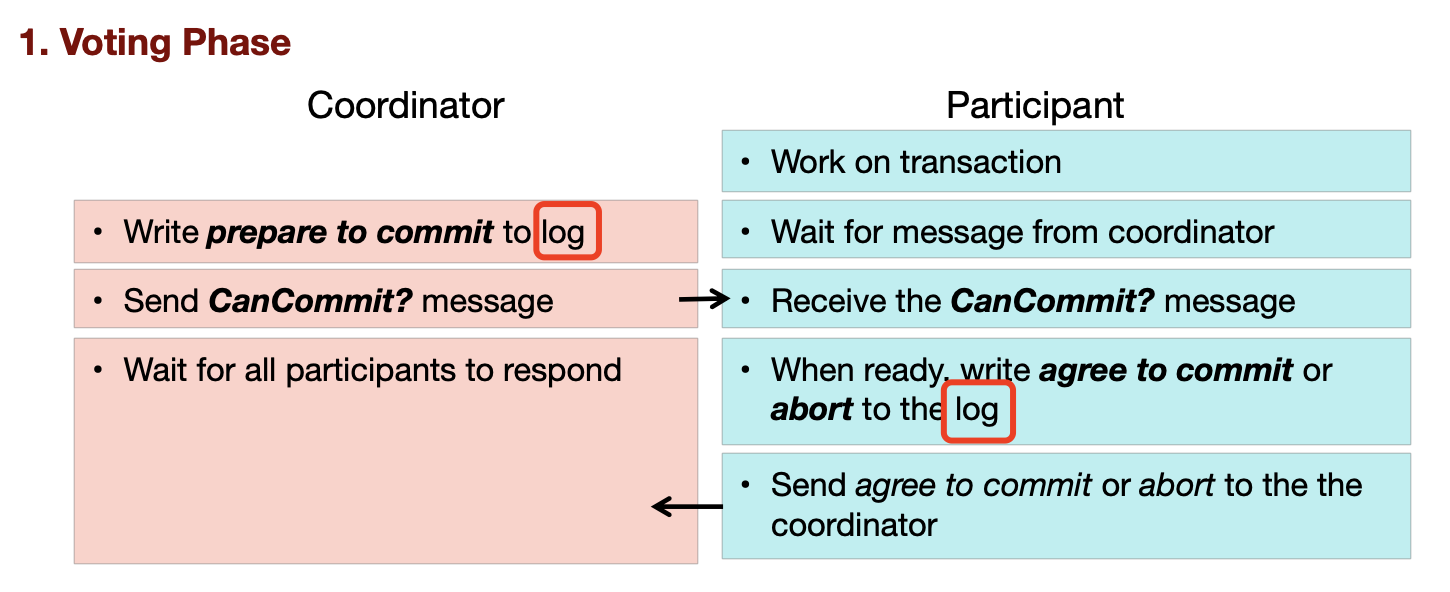 1. Voting Phase
Coordinator
Participant
• Work on transaction
• Write prepare to commit to log
• Wait for message from coordinator
• Send CanCommit? message
• Receive the CanCommit? message
• Wait for all participants to respond
• When ready, write agree to commit or
abort to the log
• Send agree to commit or abort to the the
coordinator